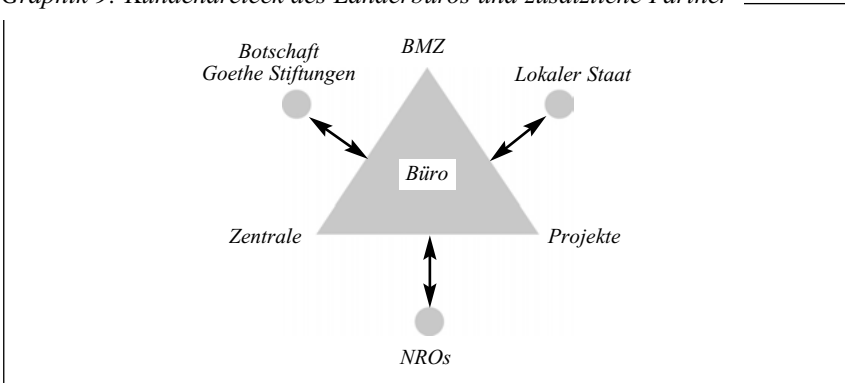 Graphik 9: Kundendreieck des Länderbüros und zusätzliche Partner
BMZ
Botschaft
Goethe Stiftungen
Lokaler Staat
Büro
Zentrale
Projekte
NROs